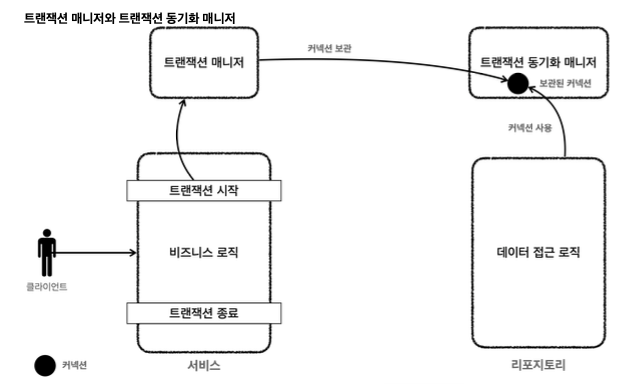 트랜잭션 매니저와 트랜잭션 동기화 매니저
트랜잭션 매니저
커넥션 보관
트랜잭션 동기화 매니저
보관된 커넥션
커넥션 사용
트랜잭션 시작
비즈니스 로직
데이터 접근 로직
클라이언트
트랜잭션 종료
커넥션
서비스
리포지토리